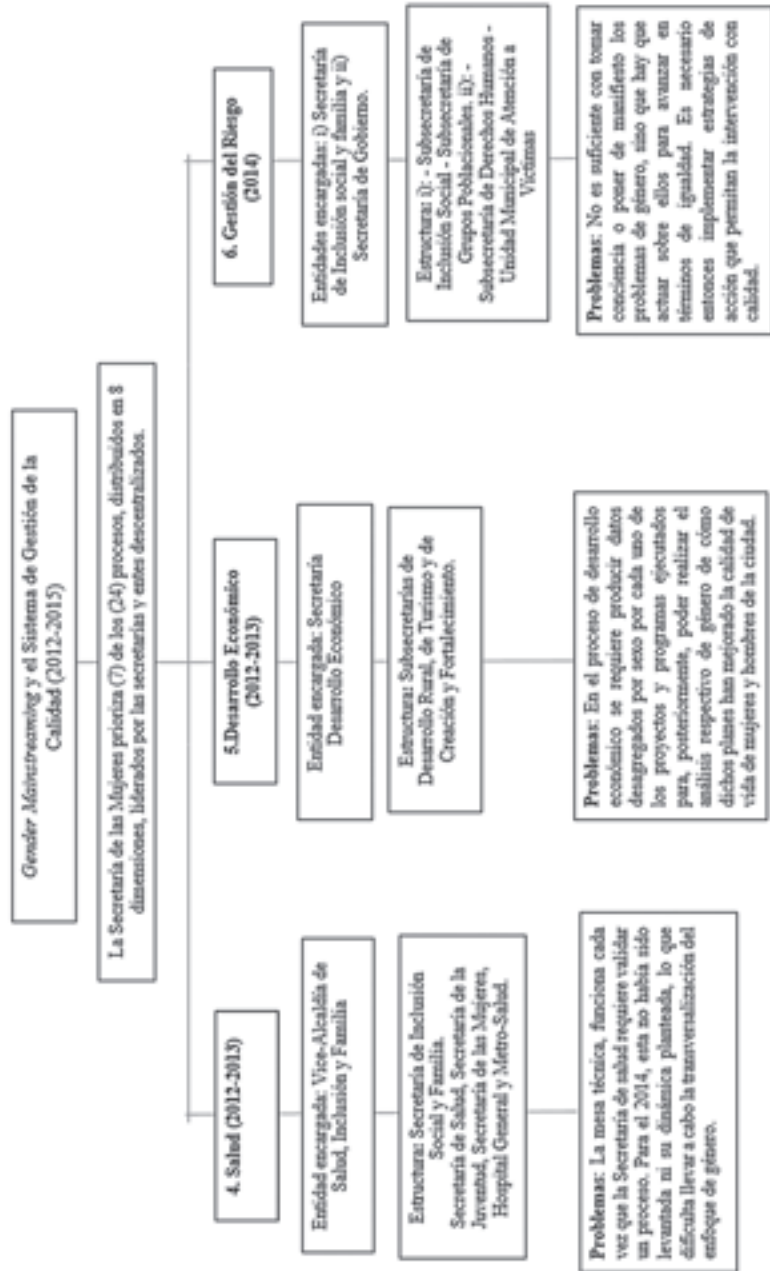 Gender Mainstreaming y el Sistema de Gestión de la
Calidad (2012-2015)
La Secretaría de las Mujeres prioriza (7) de los (24) procesos, distribuidos en 8
dimensiones, liderados por las secretarías y entes descentralizados.
4. Salud (2012-2013)
Entidad encargada: Vice-Alcaldía de
Salud, Inclusión y Familia
Estructura: Secretaría de Inclusión
Social y Familia.
Secretaría de Salud, Secretaría de la
Juventud, Secretaría de las Mujeres,
Hospital General y Metro-Salud.
Problemas: La mesa técnica, funciona cada
vez que la Secretaría de salud requiere validar
un proceso. Para el 2014, esta no había sido
levantada ni su dinámica planteada, lo que
dificulta llevar a cabo la transversalización del
enfoque de género.
5.Desarrollo Económico
(2012-2013)
Entidad encargada: Secretaría
Desarrollo Económico
Estructura: Subsecretarías de
Desarrollo Rural, de Turismo y de
Creación y Fortalecimiento.
Problemas: En el proceso de desarrollo
económico se requiere producir datos
desagregados por sexo por cada uno de
los proyectos y programas ejecutados
para, posteriormente, poder realizar el
análisis respectivo de género de cómo
dichos planes han mejorado la calidad de
vida de mujeres y hombres de la ciudad.
6. Gestión del Riesgo
(2014)
Entidades encargadas: i) Secretaría
de Inclusión social y familia y ii)
Secretaría de Gobierno.
Estructura: i): - Subsecretaría de
Inclusión Social - Subsecretaría de
Grupos Poblacionales. ii): -
Subsecretaría de Derechos Humanos -
Unidad Municipal de Atención a
Víctimas
Problemas: No es suficiente con tomar
conciencia o poner de manifiesto los
problemas de género, sino que hay que
actuar sobre ellos para avanzar en
términos de igualdad. Es necesario
entonces implementar estrategias de
acción que permitan la intervención con
calidad.